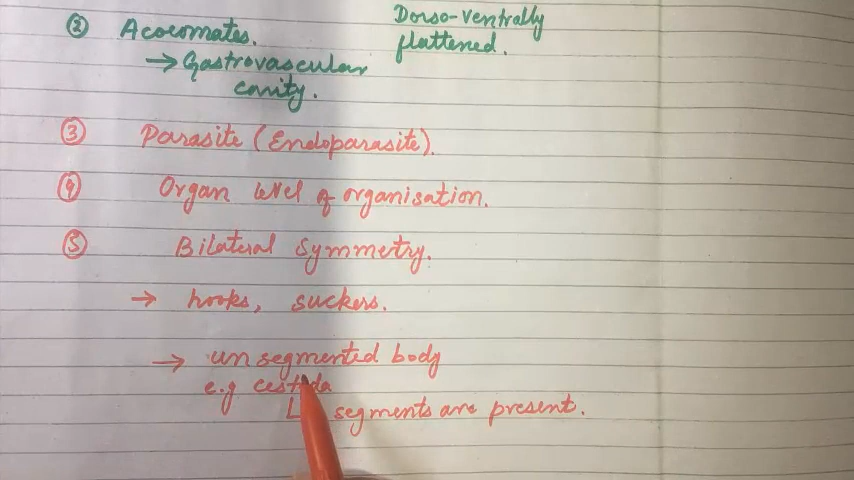 ② Acoeomates. Dorso-ventrally
flattened.
→ Gastrovascular
cavity.
③ Parasite (Endoparasite).
④ Organ level of organisation.
⑤ Bilateral symmetry.
→ hooks, suckers.
→ unsegmented body
e.g
segments are present.